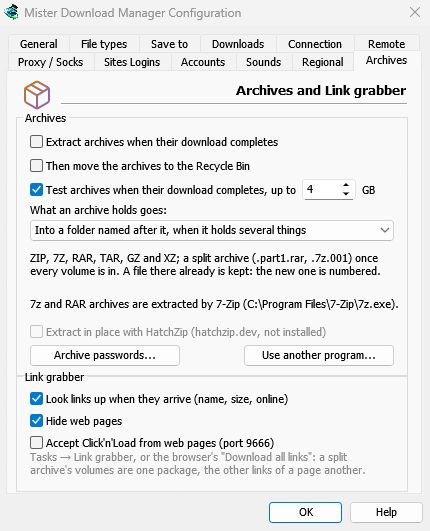 Mister Download Manager Configuration
General File types Save to Downloads Connection Remote
Proxy / Socks Sites Logins Accounts Sounds Regional Archives
Archives and Link grabber
Archives
Extract archives when their download completes
Then move the archives to the Recycle Bin
Test archives when their download completes, up to 4 GB
What an archive holds goes:
Into a folder named after it, when it holds several things
ZIP, 7Z, RAR, TAR, GZ and XZ; a split archive (.part1.rar, .7z.001) once
every volume is in. A file there already is kept: the new one is numbered.
7z and RAR archives are extracted by 7-Zip (C:\Program Files\7-Zip\7z.exe).
Extract in place with HatchZip (hatchzip.dev, not installed)
Archive passwords... Use another program...
Link grabber
Look links up when they arrive (name, size, online)
Hide web pages
Accept Click'n'Load from web pages (port 9666)
Tasks → Link grabber, or the browser's "Download all links": a split
archive's volumes are one package, the other links of a page another.
OK Help